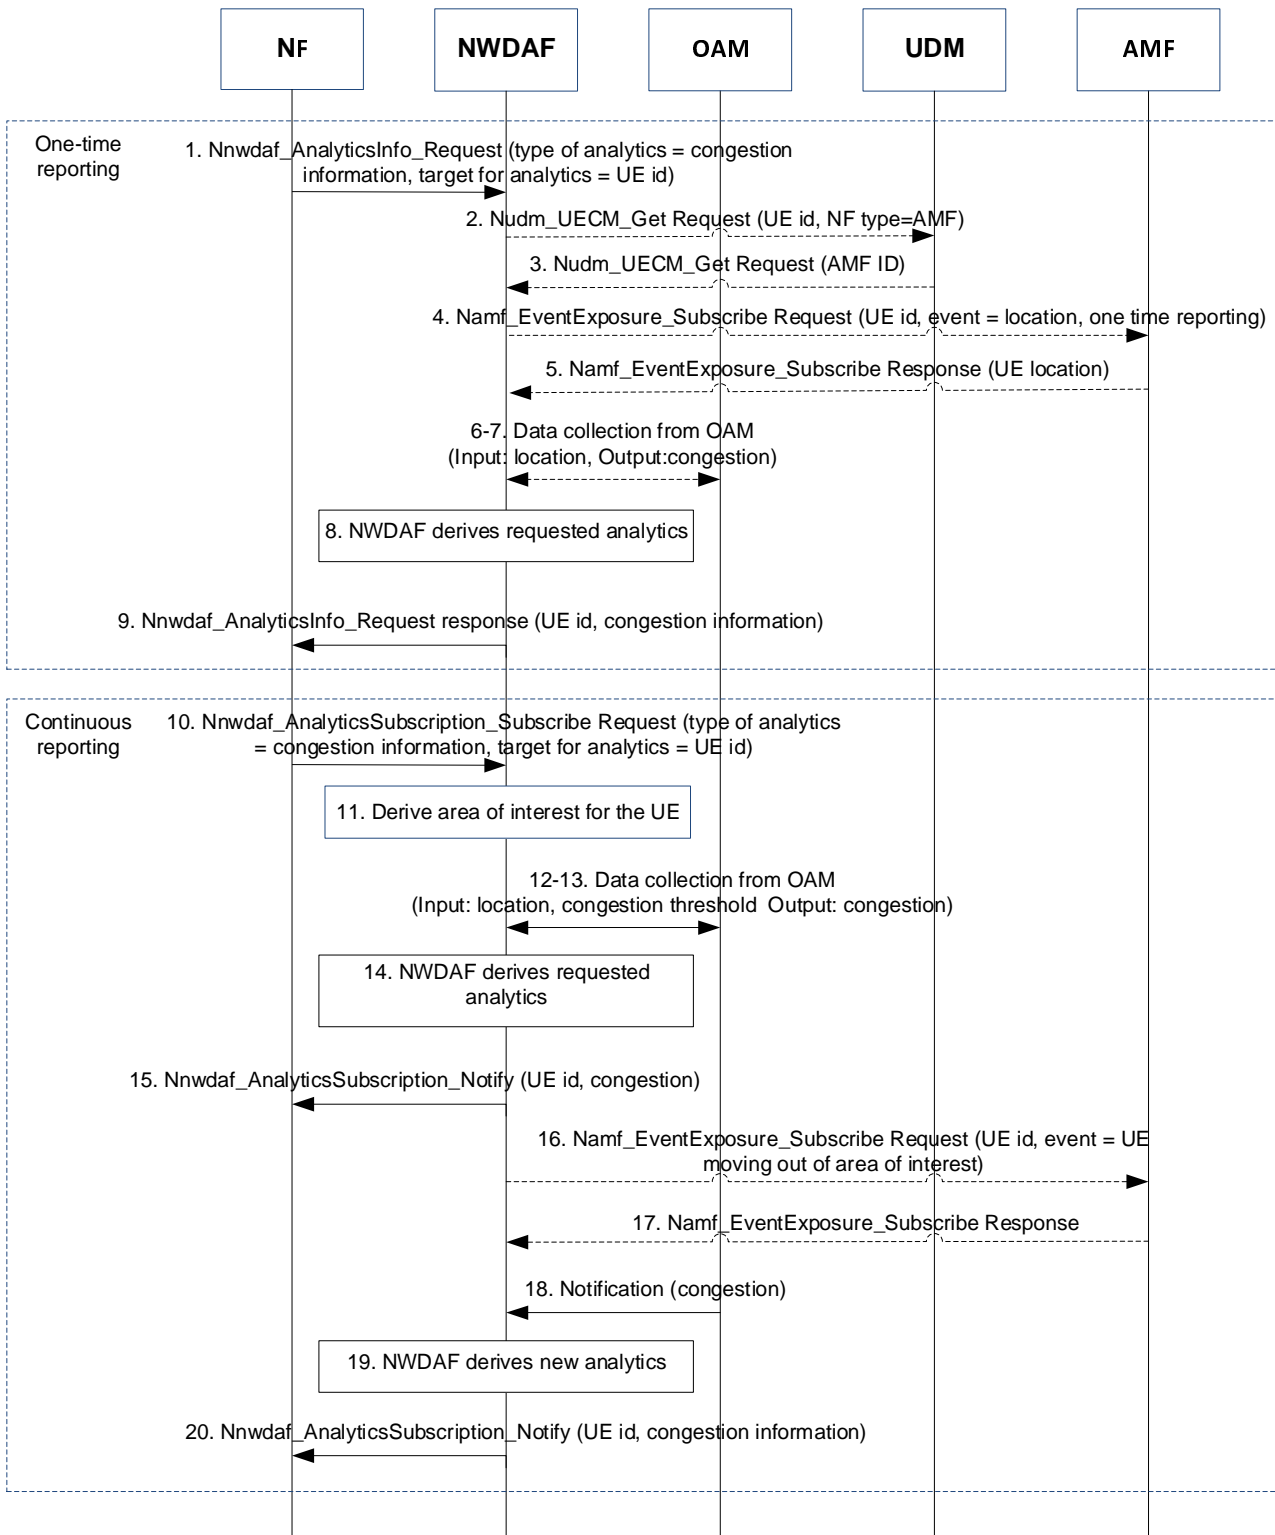 NF
NWDAF
OAM
UDM
AMF
One-time
reporting
1. Nnwdaf_AnalyticsInfo_Request (type of analytics = congestion
information, target for analytics = UE id)
2. Nudm_UECM_Get Request (UE id, NF type=AMF)
3. Nudm_UECM_Get Request (AMF ID)
4. Namf_EventExposure_Subscribe Request (UE id, event = location, one time reporting)
5. Namf_EventExposure_Subscribe Response (UE location)
6-7. Data collection from OAM
(Input: location, Output:congestion)
8. NWDAF derives requested analytics
9. Nnwdaf_AnalyticsInfo_Request response (UE id, congestion information)
Continuous
reporting
10. Nnwdaf_AnalyticsSubscription_Subscribe Request (type of analytics
= congestion information, target for analytics = UE id)
11. Derive area of interest for the UE
12-13. Data collection from OAM
(Input: location, congestion threshold  Output: congestion)
14. NWDAF derives requested
analytics
15. Nnwdaf_AnalyticsSubscription_Notify (UE id, congestion)
16. Namf_EventExposure_Subscribe Request (UE id, event = UE
moving out of area of interest)
17. Namf_EventExposure_Subscribe Response
18. Notification (congestion)
19. NWDAF derives new analytics
20. Nnwdaf_AnalyticsSubscription_Notify (UE id, congestion information)